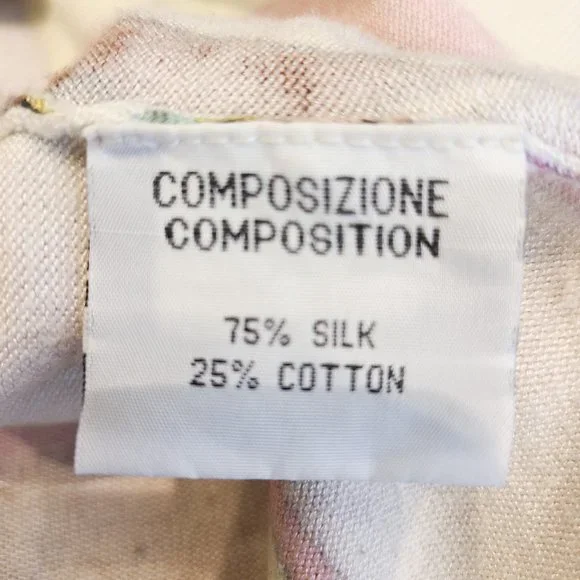 COMPOSIZIONE
COMPOSITION
75% SILK
25% COTTON